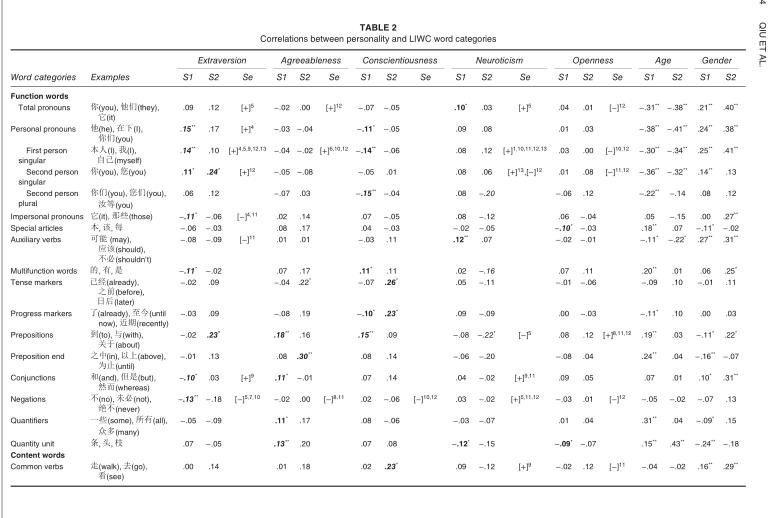 4 QIU ET AL.
TABLE 2
Correlations between personality and LIWC word categories
Extraversion Agreeableness Conscientiousness Neuroticism Openness Age Gender
Word categories Examples S1 S2 Se S1 S2 Se S1 S2 Se S1 S2 Se S1 S2 Se S1 S2 S1 S2
Function words
Total pronouns 你(you), 他们(they), .09 .12 [+]5 −.02 .00 [+]12 −.07 −.05 .10* .03 [+]5 .04 .01 [−]12 −.31** −.38** .21** .40**
它(it)
Personal pronouns 他(he), 在下(I), .15** .17 [+]4 −.03 −.04 −.11* −.05 .09 .08 .01 .03 −.38** −.41** .24** .38**
你们(you)
First person 本人(I), 我(I), .14** .10 [+]4,5,9,12,13 −.04 −.02 [+]6,10,12 −.14** −.06 .08 .12 [+]1,10,11,12,13 .03 .00 [−]10,12 −.30** −.34** .25** .41**
singular 自己(myself)
Second person 你(you), 您(you) .11* .24* [+]12 −.05 −.08 −.05 .01 .08 .06 [+]13,[−]12 .01 .08 [−]11,12 −.36** −.32** .14** .13
singular
Second person 你们(you), 您们(you), .06 .12 −.07 .03 −.15** −.04 .08 −.20 −.06 .12 −.22** −.14 .08 .12
plural 汝等(you)
Impersonal pronouns 它(it), 那些(those) −.11* −.06 [−]4,11 .02 .14 .07 −.05 .08 −.12 .06 −.04 .05 −.15 .00 .27**
Special articles 本, 该, 每 −.06 −.03 .08 .17 .04 −.03 −.02 −.05 −.10* −.03 .18** .07 −.11* −.02
Auxiliary verbs 可能 (may), −.08 −.09 [−]11 .01 .01 −.03 .11 .12** .07 −.02 −.01 −.11* −.22* .27** .31**
应该(should),
不必(shouldn't)
Multifunction words 的, 有, 是 −.11* −.02 .07 .17 .11* .11 .02 −.16 .07 .11 .20** .01 .06 .25*
Tense markers 已经(already), −.02 .09 −.04 .22* −.07 .26* .05 −.11 −.01 −.06 −.09 .10 −.01 .11
之前(before),
日后(later)
Progress markers 了(already), 至今(until −.03 .09 −.08 .19 −.10* .23* .09 −.09 .00 −.03 −.11* .10 .00 .03
now), 近期(recently)
Prepositions 到(to), 与(with), −.02 .23* .18** .16 .15** .09 −.08 −.22* [−]5 .08 .12 [+]8,11,12 .19** .03 −.11* .22*
关于(about)
Preposition end 之中(in), 以上(above), −.01 .13 .08 .30** .08 .14 −.06 −.20 −.08 .04 .24** .04 −.16** −.07
为止(until)
Conjunctions 和(and), 但是(but), −.10* .03 [+]9 .11* −.01 .07 .14 .04 −.02 [+]9,11 .09 .05 .07 .01 .10* .31**
然而(whereas)
Negations 不(no), 未必(not), −.13** −.18 [−]5,7,10 −.02 .00 [−]8,11 .02 −.06 [−]10,12 .03 −.02 [+]5,11,12 −.03 .01 [−]12 −.05 −.02 −.07 .13
绝不(never)
Quantifiers 一些(some), 所有(all), −.05 −.09 .11* .17 .08 −.06 −.03 −.07 .01 .04 .31** .04 −.09* .15
众多(many)
Quantity unit 条, 头, 枝 .07 −.05 .13** .20 .07 .08 −.12* −.15 −.09* −.07 .15** .43** −.24** −.18
Content words
Common verbs 走(walk), 去(go), .00 .14 .01 .18 .02 .23* .09 −.12 [+]9 −.02 .12 [−]11 −.04 −.02 .16** .29**
看(see)